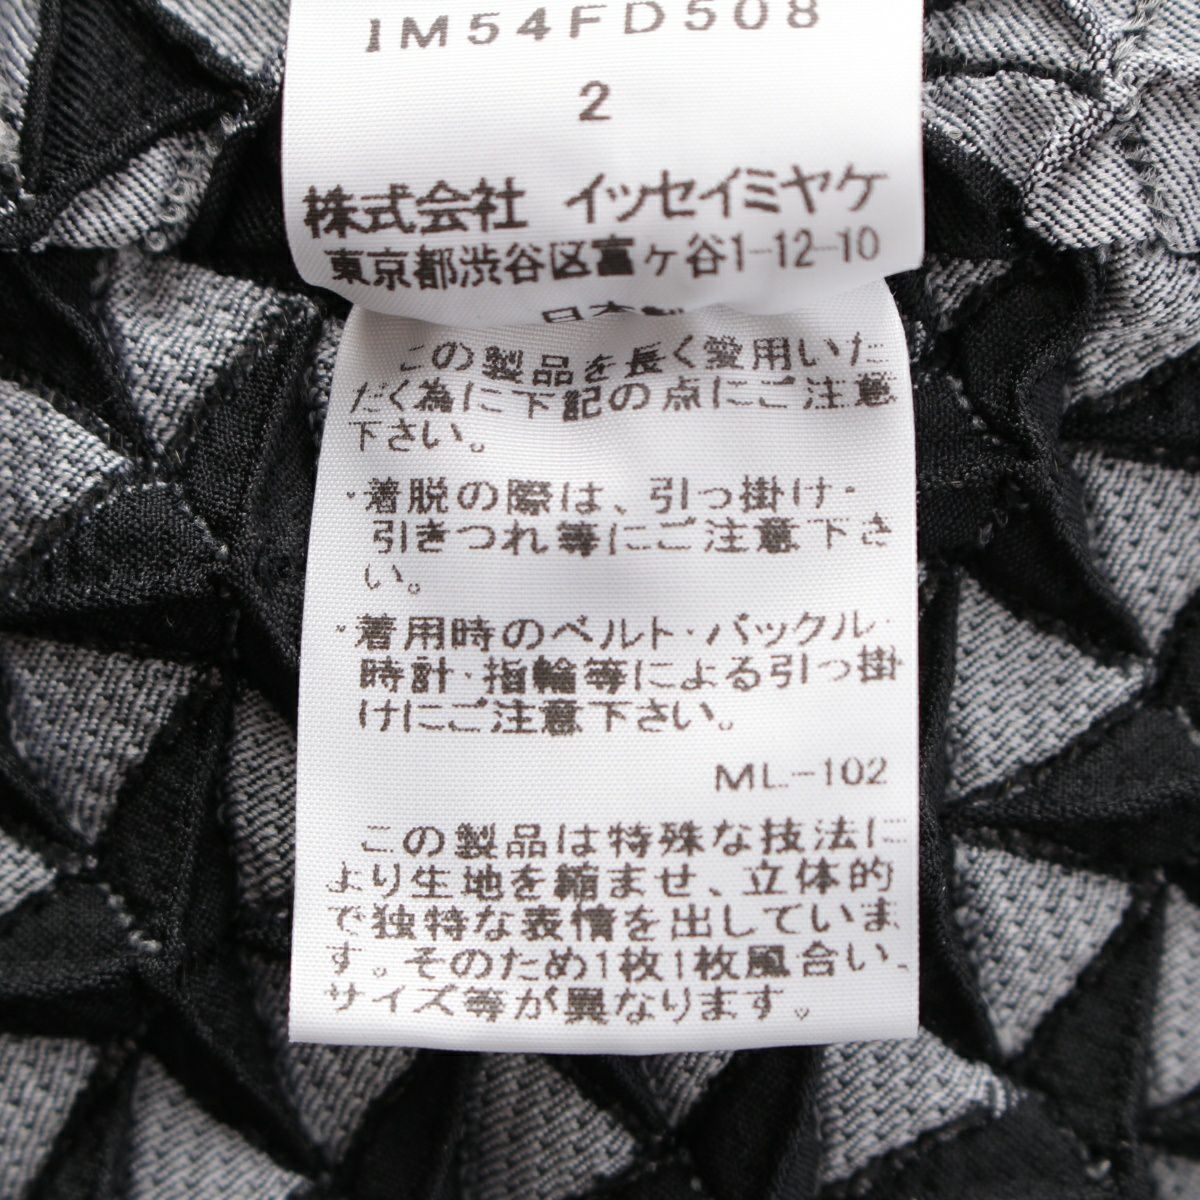 IM54FD508
2
株式会社 イッセイミヤケ
東京都渋谷区富ヶ谷1-12-10
日本製
この製品を長く愛用いた
だく為に下記の点にご注意
下さい。
・着脱の際は、引っ掛け・
引きつれ等にご注意下さ
い。
・着用時のベルト・バックル・
時計・指輪等による引っ掛
けにご注意下さい。
ML-102
この製品は特殊な技法に
より生地を縮ませ、立体的
で独特な表情を出していま
す。そのため1枚1枚風合い、
サイズ等が異なります。